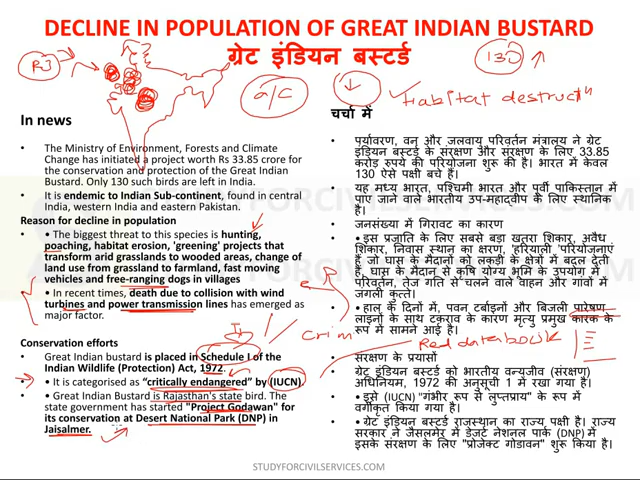 DECLINE IN POPULATION OF GREAT INDIAN BUSTARD
ग्रेट इंडियन बस्टर्ड
RJ
130
a/c
Habitat destructn
In news
The Ministry of Environment, Forests and Climate
Change has initiated a project worth Rs 33.85 crore for
the conservation and protection of the Great Indian
Bustard. Only 130 such birds are left in India.
It is endemic to Indian Sub-continent, found in central
India, western India and eastern Pakistan.
Reason for decline in population
• The biggest threat to this species is hunting,
poaching, habitat erosion, 'greening' projects that
transform arid grasslands to wooded areas, change of
land use from grassland to farmland, fast moving
vehicles and free-ranging dogs in villages
• In recent times, death due to collision with wind
turbines and power transmission lines has emerged as
major factor.
Crim
Conservation efforts
Great Indian bustard is placed in Schedule I of the
Indian Wildlife (Protection) Act, 1972.
• It is categorised as “critically endangered” by (IUCN).
• Great Indian Bustard is Rajasthan's state bird. The
state government has started "Project Godawan" for
its conservation at Desert National Park (DNP) in
Jaisalmer.
चर्चा में
पर्यावरण, वन और जलवायु परिवर्तन मंत्रालय ने ग्रेट
इंडियन बस्टर्ड के संरक्षण और संरक्षण के लिए 33.85
करोड़ रुपये की परियोजना शुरू की है। भारत में केवल
130 ऐसे पक्षी बचे हैं।
यह मध्य भारत, पश्चिमी भारत और पूर्वी पाकिस्तान में
पाए जाने वाले भारतीय उप-महाद्वीप के लिए स्थानिक
है।
जनसंख्या में गिरावट का कारण
• इस प्रजाति के लिए सबसे बड़ा खतरा शिकार, अवैध
शिकार, निवास स्थान का क्षरण, 'हरियाली' परियोजनाएं
हैं जो घास के मैदानों को लकड़ी के क्षेत्रों में बदल देती
हैं, घास के मैदान से कृषि योग्य भूमि के उपयोग में
परिवर्तन, तेज गति से चलने वाले वाहन और गांवों में
जंगली कुत्ते।
• हाल के दिनों में, पवन टर्बाइनों और बिजली पारेषण
लाइनों के साथ टकराव के कारण मृत्यु प्रमुख कारक के
रूप में सामने आई है।
Red data book
संरक्षण के प्रयासों
ग्रेट इंडियन बस्टर्ड को भारतीय वन्यजीव (संरक्षण)
अधिनियम, 1972 की अनुसूची 1 में रखा गया है।
• इसे (IUCN) "गंभीर रूप से लुप्तप्राय" के रूप में
वर्गीकृत किया गया है।
• ग्रेट इंडियन बस्टर्ड राजस्थान का राज्य पक्षी है। राज्य
सरकार ने जैसलमेर में डेजर्ट नेशनल पार्क (DNP) में
इसके संरक्षण के लिए "प्रोजेक्ट गोडावन" शुरू किया है।
STUDYFORCIVILSERVICES.COM